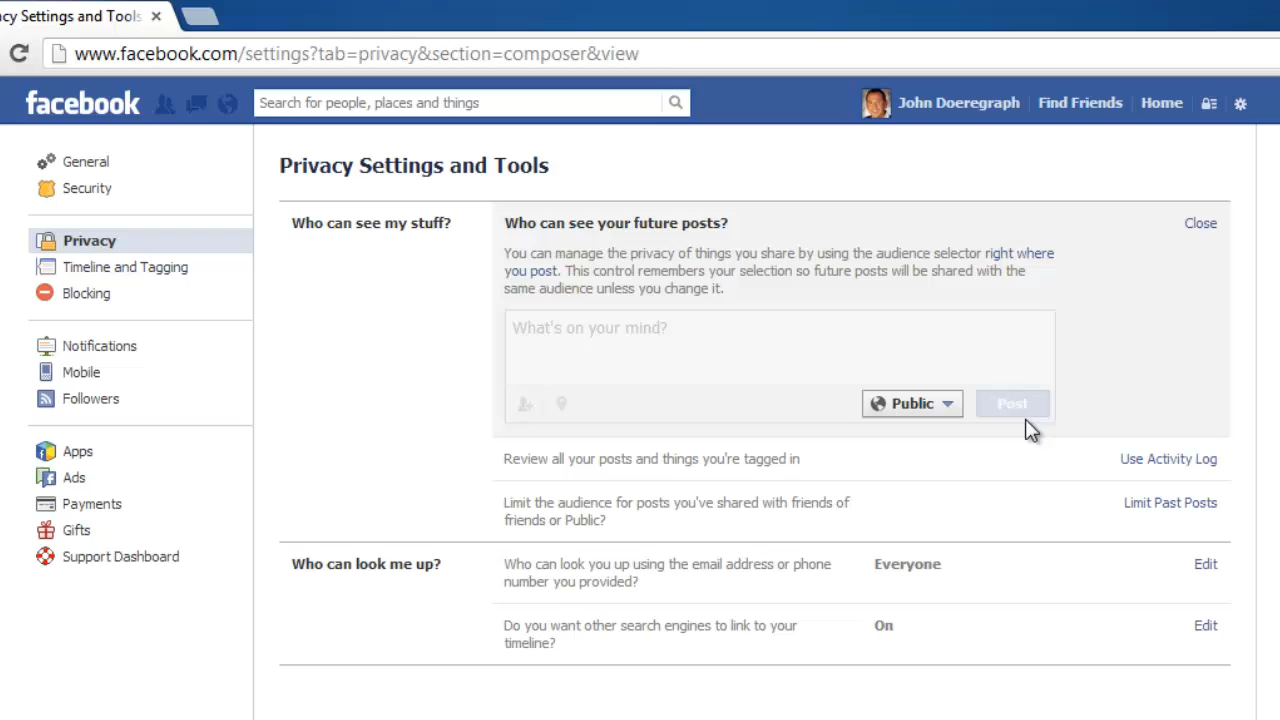 cy Settings and Tools
www.facebook.com/settings?tab=privacy&section=composer&view
facebook
Search for people, places and things
John Doeregraph
Find Friends
Home
General
Security
Privacy
Timeline and Tagging
Blocking
Notifications
Mobile
Followers
Apps
Ads
Payments
Gifts
Support Dashboard
Privacy Settings and Tools
Who can see my stuff?
Who can see your future posts?
Close
You can manage the privacy of things you share by using the audience selector right where
you post. This control remembers your selection so future posts will be shared with the
same audience unless you change it.
What's on your mind?
Public
Post
Review all your posts and things you're tagged in
Use Activity Log
Limit the audience for posts you've shared with friends of
friends or Public?
Limit Past Posts
Who can look me up?
Who can look you up using the email address or phone
number you provided?
Everyone
Edit
Do you want other search engines to link to your
timeline?
On
Edit